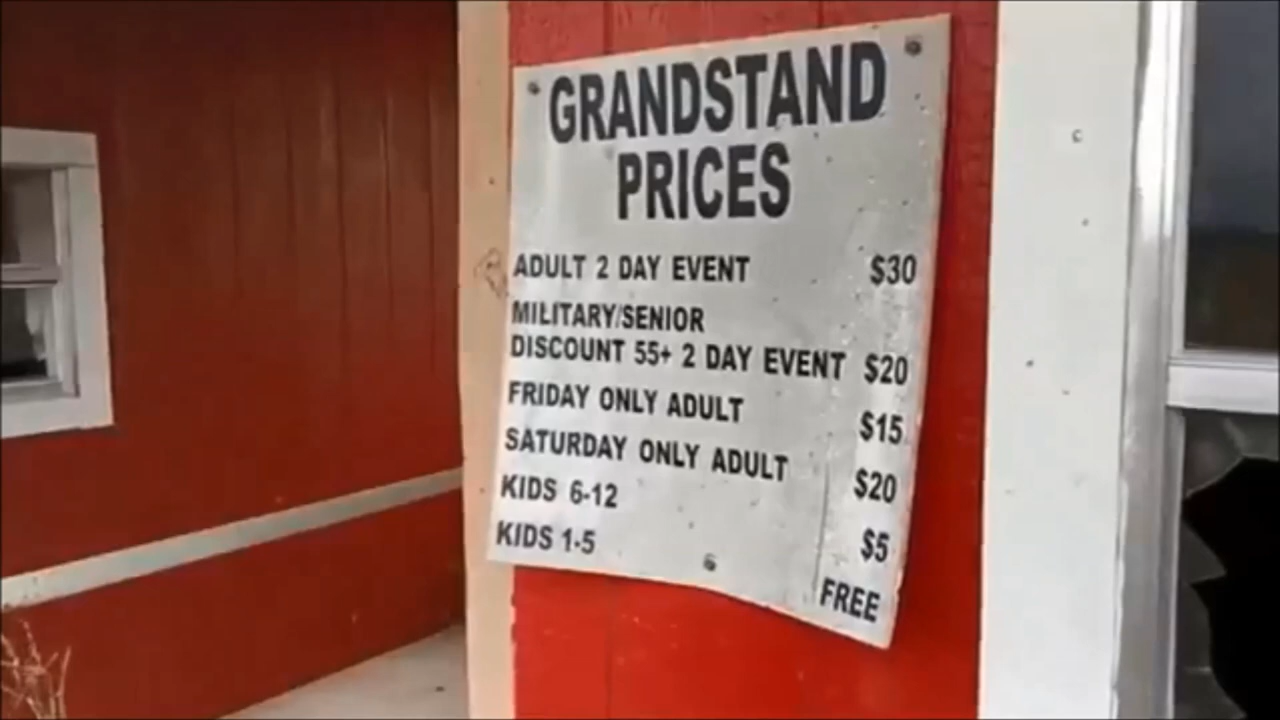 GRANDSTAND
PRICES
ADULT 2 DAY EVENT $30
MILITARY/SENIOR
DISCOUNT 55+ 2 DAY EVENT $20
FRIDAY ONLY ADULT $15
SATURDAY ONLY ADULT $20
KIDS 6-12 $5
KIDS 1-5 FREE